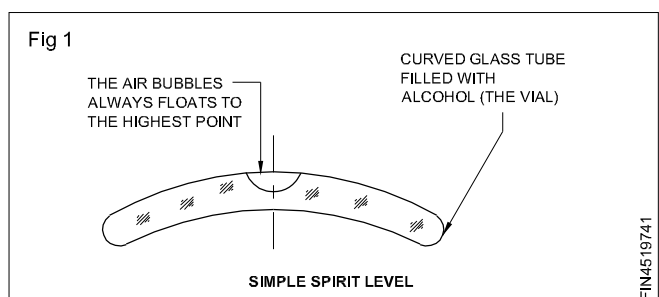 Fig 1
THE AIR BUBBLES
ALWAYS FLOATS TO
THE HIGHEST POINT
CURVED GLASS TUBE
FILLED WITH
ALCOHOL (THE VIAL)
SIMPLE SPIRIT LEVEL
FIN4519741